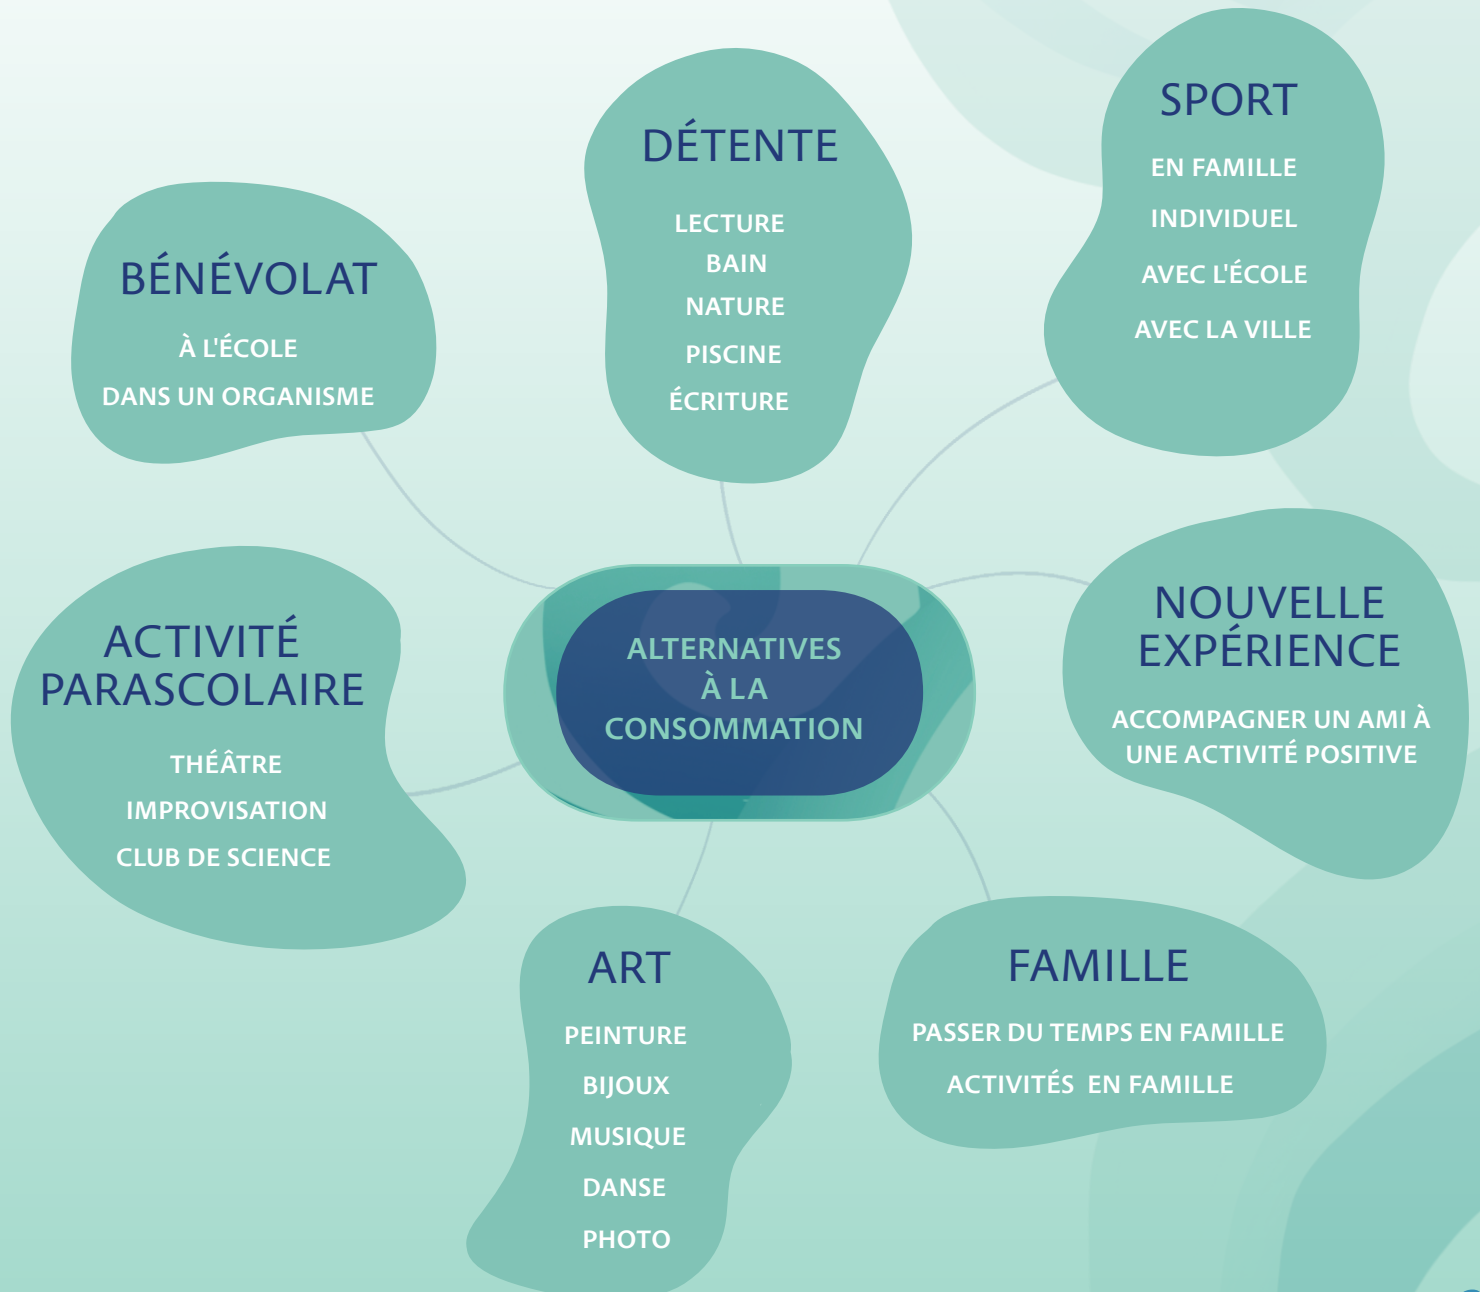 SPORT
EN FAMILLE
INDIVIDUEL
AVEC L'ÉCOLE
AVEC LA VILLE
DÉTENTE
LECTURE
BAIN
NATURE
PISCINE
ÉCRITURE
BÉNÉVOLAT
À L'ÉCOLE
DANS UN ORGANISME
ALTERNATIVES
À LA
CONSOMMATION
NOUVELLE
EXPÉRIENCE
ACCOMPAGNER UN AMI À
UNE ACTIVITÉ POSITIVE
ACTIVITÉ
PARASCOLAIRE
THÉÂTRE
IMPROVISATION
CLUB DE SCIENCE
ART
PEINTURE
BIJOUX
MUSIQUE
DANSE
PHOTO
FAMILLE
PASSER DU TEMPS EN FAMILLE
ACTIVITÉS  EN FAMILLE